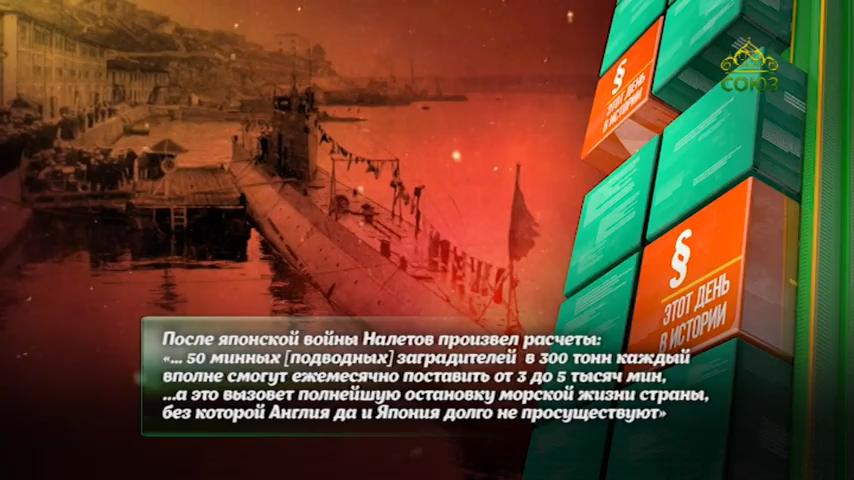 СОЮЗ
§
ЭТОТ ДЕНЬ
В ИСТОРИИ
§
ЭТОТ ДЕНЬ
В ИСТОРИИ
После японской войны Налетов произвел расчеты:
«... 50 минных [подводных] заградителей в 300 тонн каждый
вполне смогут ежемесячно поставить от 3 до 5 тысяч мин,
...а это вызовет полнейшую остановку морской жизни страны,
без которой Англия да и Япония долго не просуществуют»